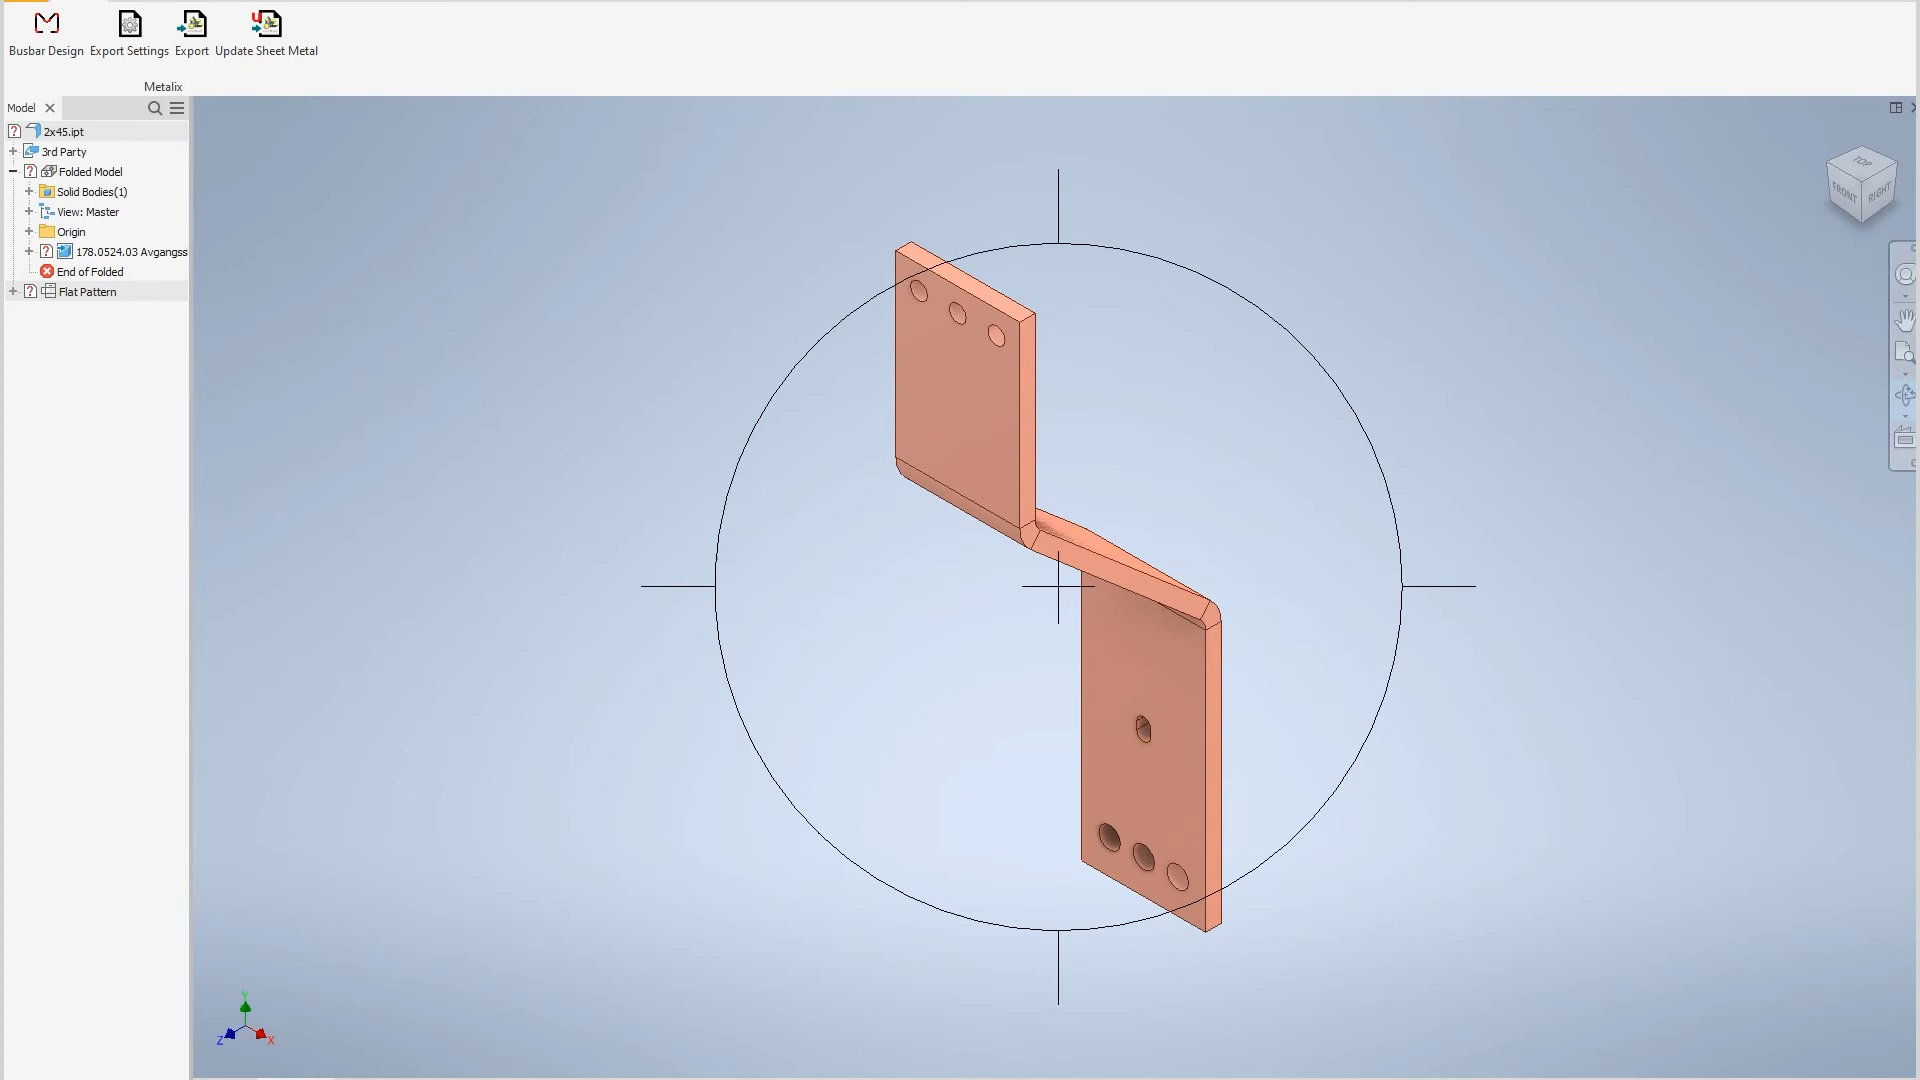 Busbar Design Export Settings Export Update Sheet Metal
Metalix
Model
2x45.ipt
3rd Party
Folded Model
Solid Bodies(1)
View: Master
Origin
178.0524.03 Avgangss
End of Folded
Flat Pattern
TOP
FRONT RIGHT
Y
Z X